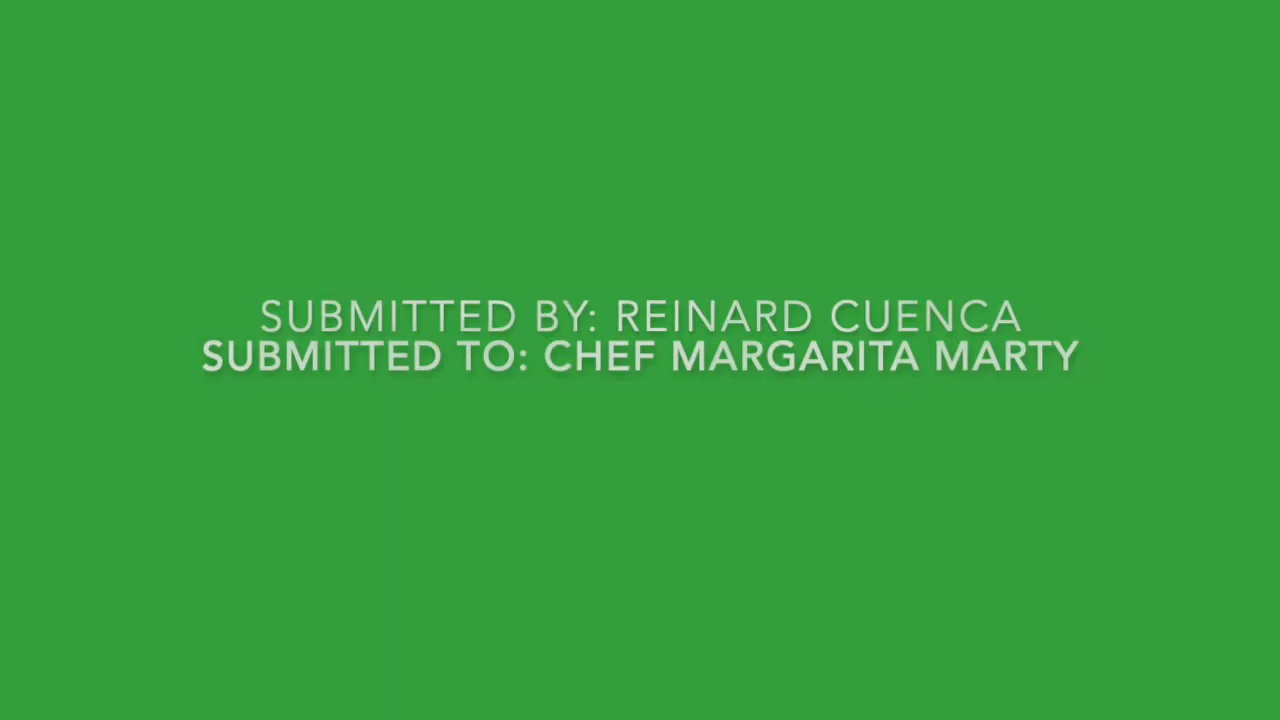 SUBMITTED BY: REINARD CUENCA
SUBMITTED TO: CHEF MARGARITA MARTY